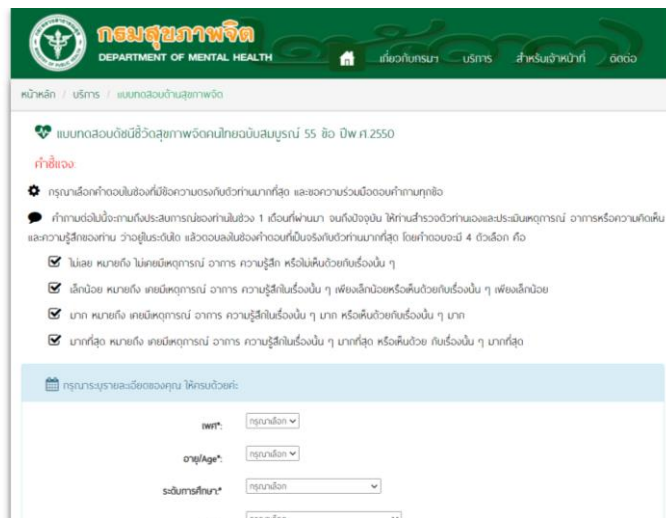 กรมสุขภาพจิต
DEPARTMENT OF MENTAL HEALTH
เกี่ยวกับกรมฯ บริการ สำหรับเจ้าหน้าที่ ติดต่อ
หน้าหลัก / บริการ / แบบทดสอบด้านสุขภาพจิต
แบบทดสอบดัชนีชี้วัดสุขภาพจิตคนไทยฉบับสมบูรณ์ 55 ข้อ ปีพ.ศ.2550
คำชี้แจง:
กรุณาเลือกคำตอบในช่องที่มีข้อความตรงกับตัวท่านมากที่สุด และขอความร่วมมือตอบคำถามทุกข้อ
คำถามต่อไปนี้จะถามถึงประสบการณ์ของท่านในช่วง 1 เดือนที่ผ่านมา จนถึงปัจจุบัน ให้ท่านสำรวจตัวท่านเองและประเมินเหตุการณ์ อาการหรือความคิดเห็น
และความรู้สึกของท่าน ว่าอยู่ในระดับใด แล้วตอบลงในช่องคำตอบที่เป็นจริงกับตัวท่านมากที่สุด โดยคำตอบจะมี 4 ตัวเลือก คือ
ไม่เลย หมายถึง ไม่เคยมีเหตุการณ์ อาการ ความรู้สึก หรือไม่เห็นด้วยกับเรื่องนั้น ๆ
เล็กน้อย หมายถึง เคยมีเหตุการณ์ อาการ ความรู้สึกในเรื่องนั้น ๆ เพียงเล็กน้อยหรือเห็นด้วยกับเรื่องนั้น ๆ เพียงเล็กน้อย
มาก หมายถึง เคยมีเหตุการณ์ อาการ ความรู้สึกในเรื่องนั้น ๆ มาก หรือเห็นด้วยกับเรื่องนั้น ๆ มาก
มากที่สุด หมายถึง เคยมีเหตุการณ์ อาการ ความรู้สึกในเรื่องนั้น ๆ มากที่สุด หรือเห็นด้วย กับเรื่องนั้น ๆ มากที่สุด
กรุณาระบุรายละเอียดของคุณ ให้ครบด้วยค่ะ
เพศ*: กรุณาเลือก
อายุ/Age*: กรุณาเลือก
ระดับการศึกษา:* กรุณาเลือก